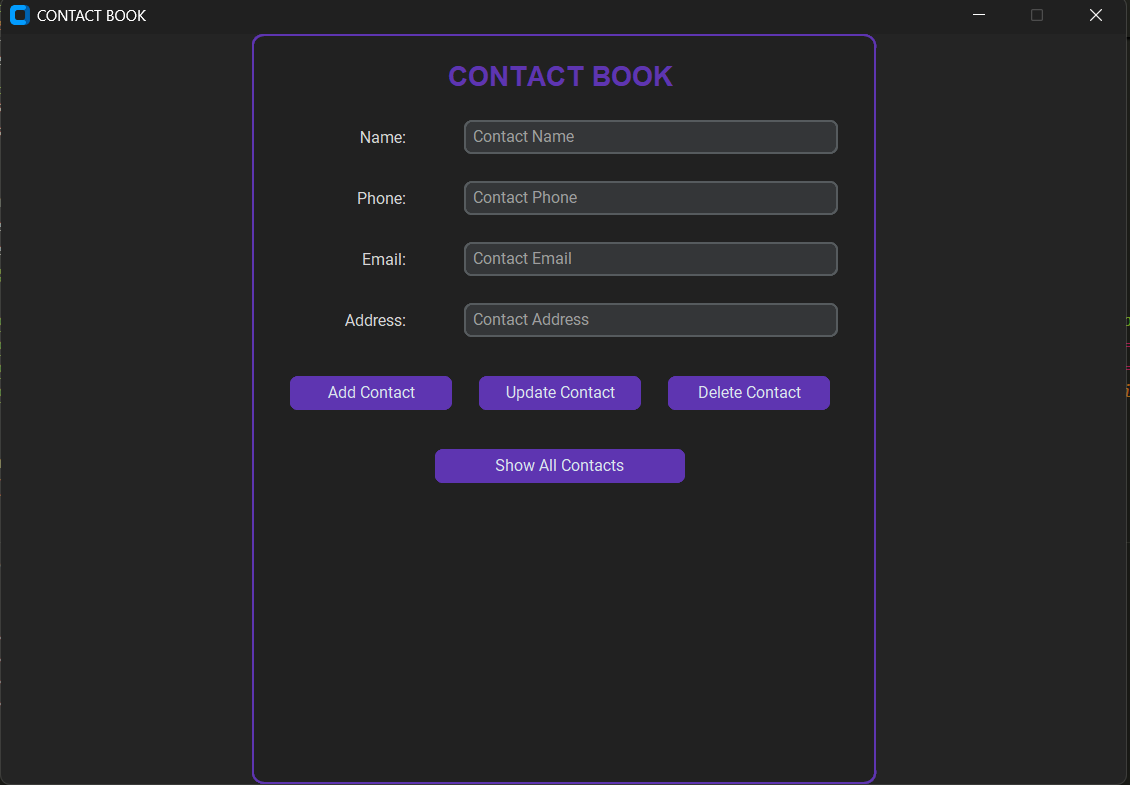 CONTACT BOOK
CONTACT BOOK
Name: Contact Name
Phone: Contact Phone
Email: Contact Email
Address: Contact Address
Add Contact Update Contact Delete Contact
Show All Contacts